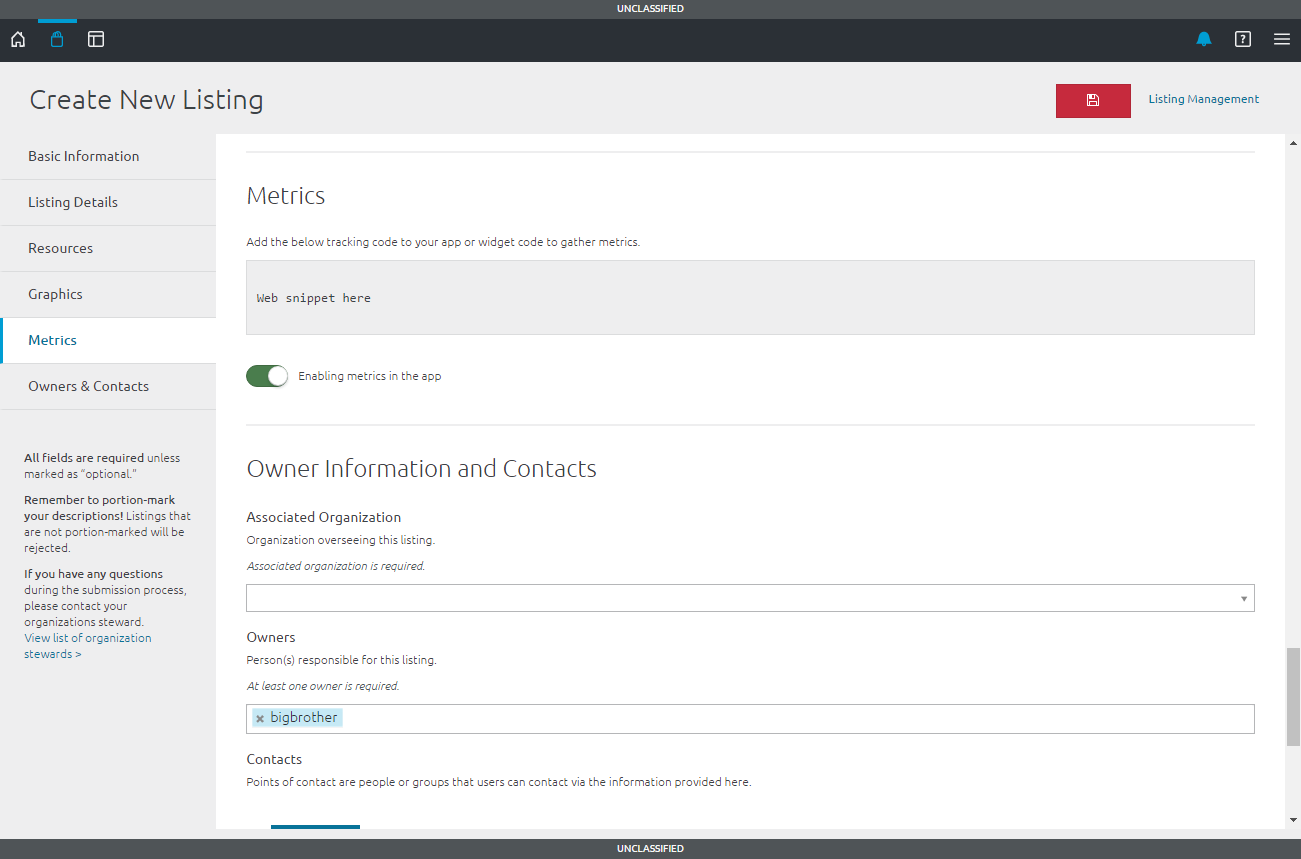 UNCLASSIFIED
?
Create New Listing
Listing Management
Basic Information
Listing Details
Resources
Graphics
Metrics
Owners & Contacts
All fields are required unless
marked as "optional."
Remember to portion-mark
your descriptions! Listings that
are not portion-marked will be
rejected.
If you have any questions
during the submission process,
please contact your
organizations steward.
View list of organization
stewards >
Metrics
Add the below tracking code to your app or widget code to gather metrics.
Web snippet here
Enabling metrics in the app
Owner Information and Contacts
Associated Organization
Organization overseeing this listing.
Associated organization is required.
Owners
Person(s) responsible for this listing.
At least one owner is required.
× bigbrother
Contacts
Points of contact are people or groups that users can contact via the information provided here.
UNCLASSIFIED